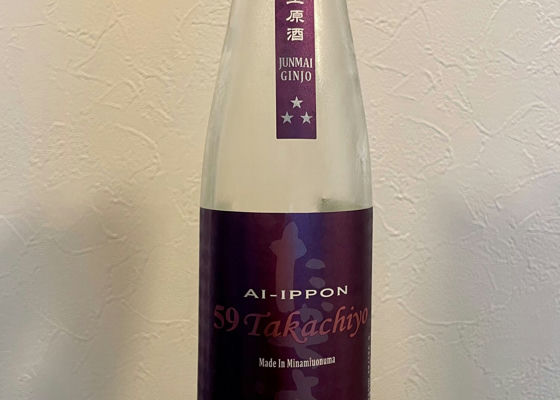 原酒
JUNMAI
GINJO
AI-IPPON
59 Takachiyo
Made In Minamiuonuma